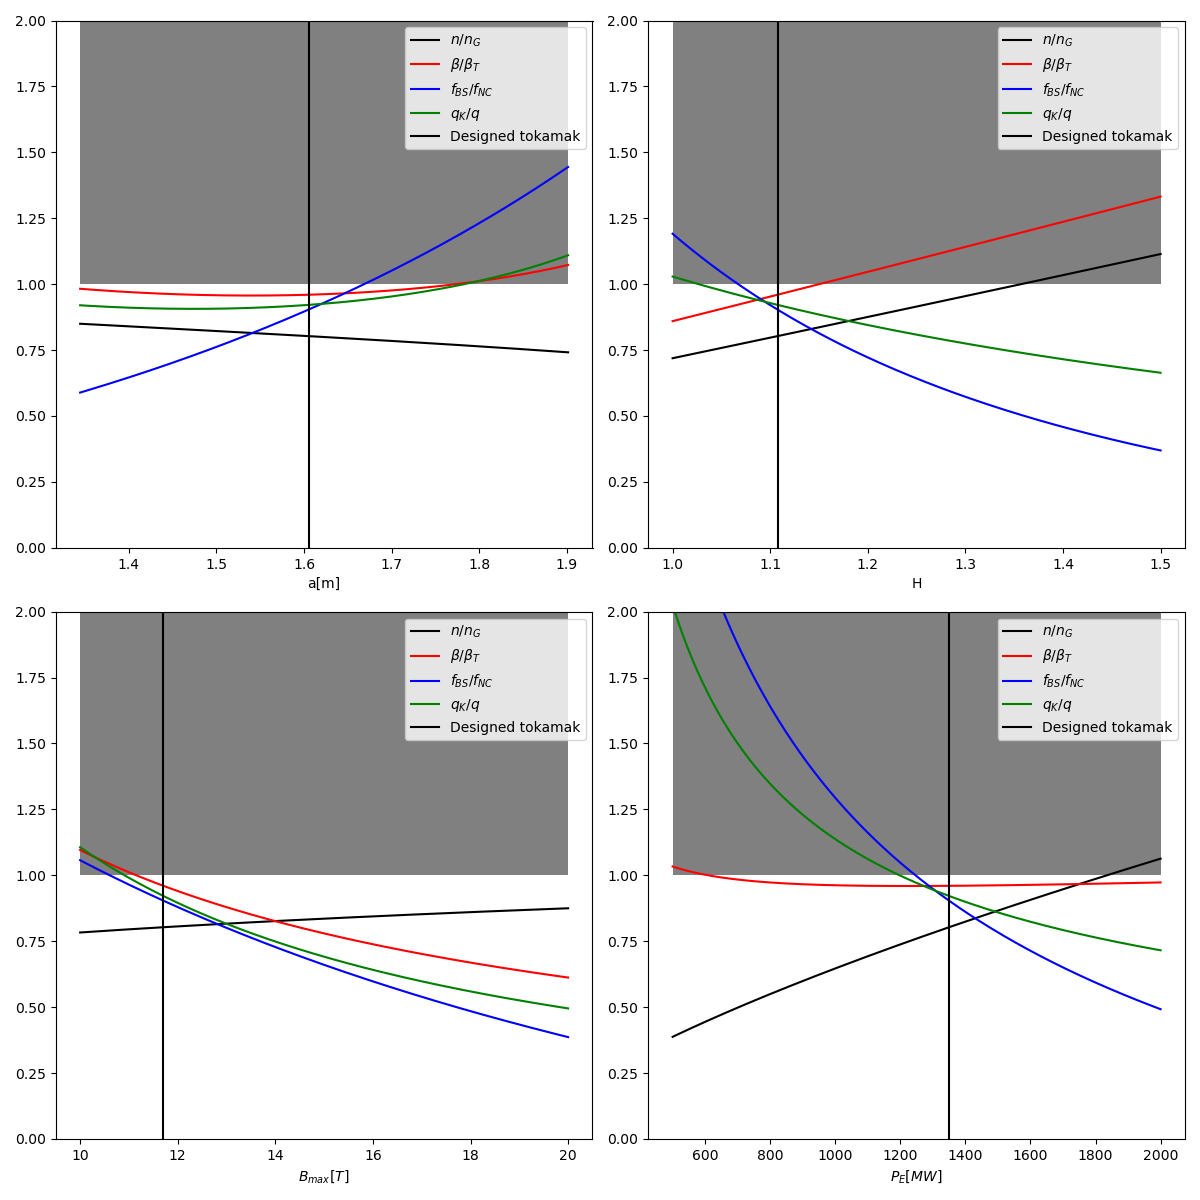 2.00
1.75
1.50
1.25
1.00
0.75
0.50
0.25
0.00
n/n_G
β/β_T
f_BS/f_NC
q_K/q
Designed tokamak
1.4 1.5 1.6 1.7 1.8 1.9
a[m]
2.00
1.75
1.50
1.25
1.00
0.75
0.50
0.25
0.00
n/n_G
β/β_T
f_BS/f_NC
q_K/q
Designed tokamak
1.0 1.1 1.2 1.3 1.4 1.5
H
2.00
1.75
1.50
1.25
1.00
0.75
0.50
0.25
0.00
n/n_G
β/β_T
f_BS/f_NC
q_K/q
Designed tokamak
10 12 14 16 18 20
B_max[T]
2.00
1.75
1.50
1.25
1.00
0.75
0.50
0.25
0.00
n/n_G
β/β_T
f_BS/f_NC
q_K/q
Designed tokamak
600 800 1000 1200 1400 1600 1800 2000
P_E[MW]